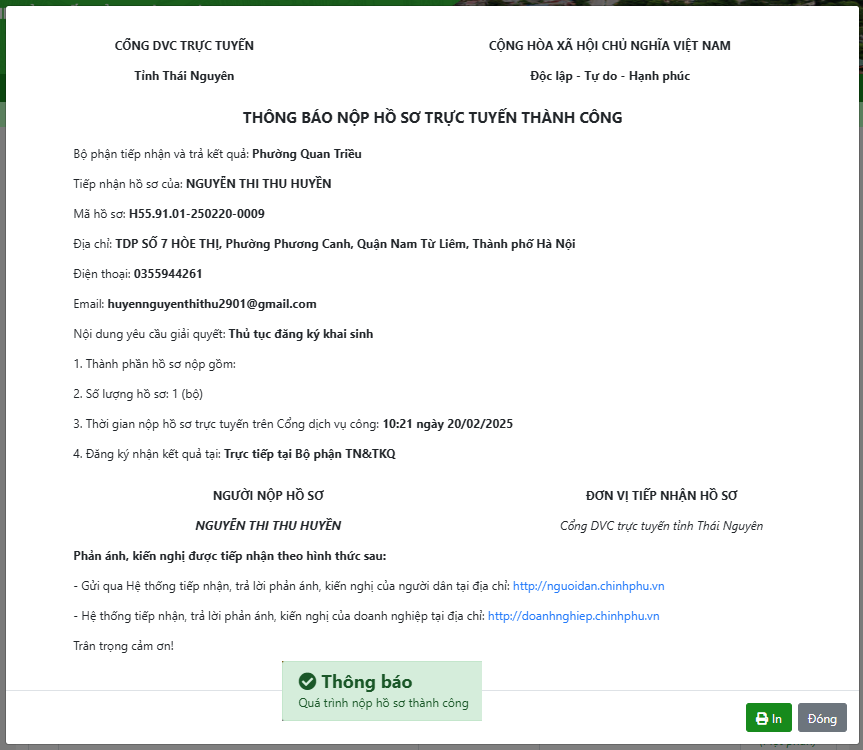 CỔNG DVC TRỰC TUYẾN
CỘNG HÒA XÃ HỘI CHỦ NGHĨA VIỆT NAM
Tỉnh Thái Nguyên
Độc lập - Tự do - Hạnh phúc
THÔNG BÁO NỘP HỒ SƠ TRỰC TUYẾN THÀNH CÔNG
Bộ phận tiếp nhận và trả kết quả: Phường Quan Triều
Tiếp nhận hồ sơ của: NGUYỄN THI THU HUYỀN
Mã hồ sơ: H55.91.01-250220-0009
Địa chỉ: TDP SỐ 7 HÒE THỊ, Phường Phương Canh, Quận Nam Từ Liêm, Thành phố Hà Nội
Điện thoại: 0355944261
Email: huyennguyenthithu2901@gmail.com
Nội dung yêu cầu giải quyết: Thủ tục đăng ký khai sinh
1. Thành phần hồ sơ nộp gồm:
2. Số lượng hồ sơ: 1 (bộ)
3. Thời gian nộp hồ sơ trực tuyến trên Cổng dịch vụ công: 10:21 ngày 20/02/2025
4. Đăng ký nhận kết quả tại: Trực tiếp tại Bộ phận TN&TKQ
NGƯỜI NỘP HỒ SƠ
ĐƠN VỊ TIẾP NHẬN HỒ SƠ
NGUYỄN THI THU HUYỀN
Cổng DVC trực tuyến tỉnh Thái Nguyên
Phản ánh, kiến nghị được tiếp nhận theo hình thức sau:
- Gửi qua Hệ thống tiếp nhận, trả lời phản ánh, kiến nghị của người dân tại địa chỉ: http://nguoidan.chinhphu.vn
- Hệ thống tiếp nhận, trả lời phản ánh, kiến nghị của doanh nghiệp tại địa chỉ: http://doanhnghiep.chinhphu.vn
Trân trọng cảm ơn!
Thông báo
Quá trình nộp hồ sơ thành công
In
Đóng